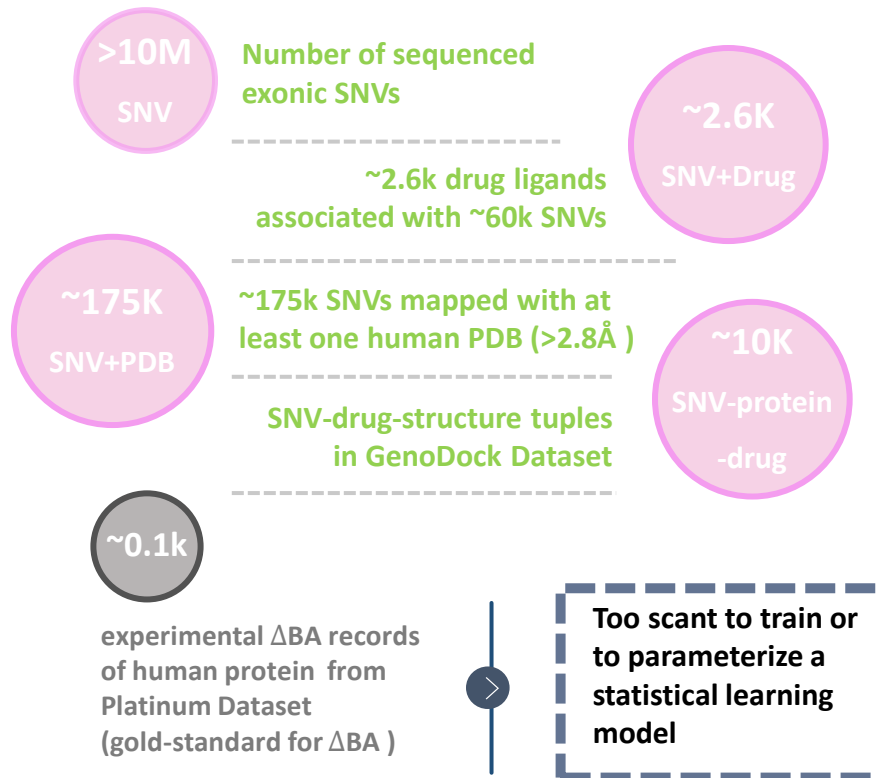 >10M
SNV
Number of sequenced
exonic SNVs
~2.6K
SNV+Drug
~2.6k drug ligands
associated with ~60k SNVs
~175K
SNV+PDB
~175k SNVs mapped with at
least one human PDB (>2.8Å )
~10K
SNV-protein
-drug
SNV-drug-structure tuples
in GenoDock Dataset
~0.1k
experimental ΔBA records
of human protein from
Platinum Dataset
(gold-standard for ΔBA )
Too scant to train or
to parameterize a
statistical learning
model